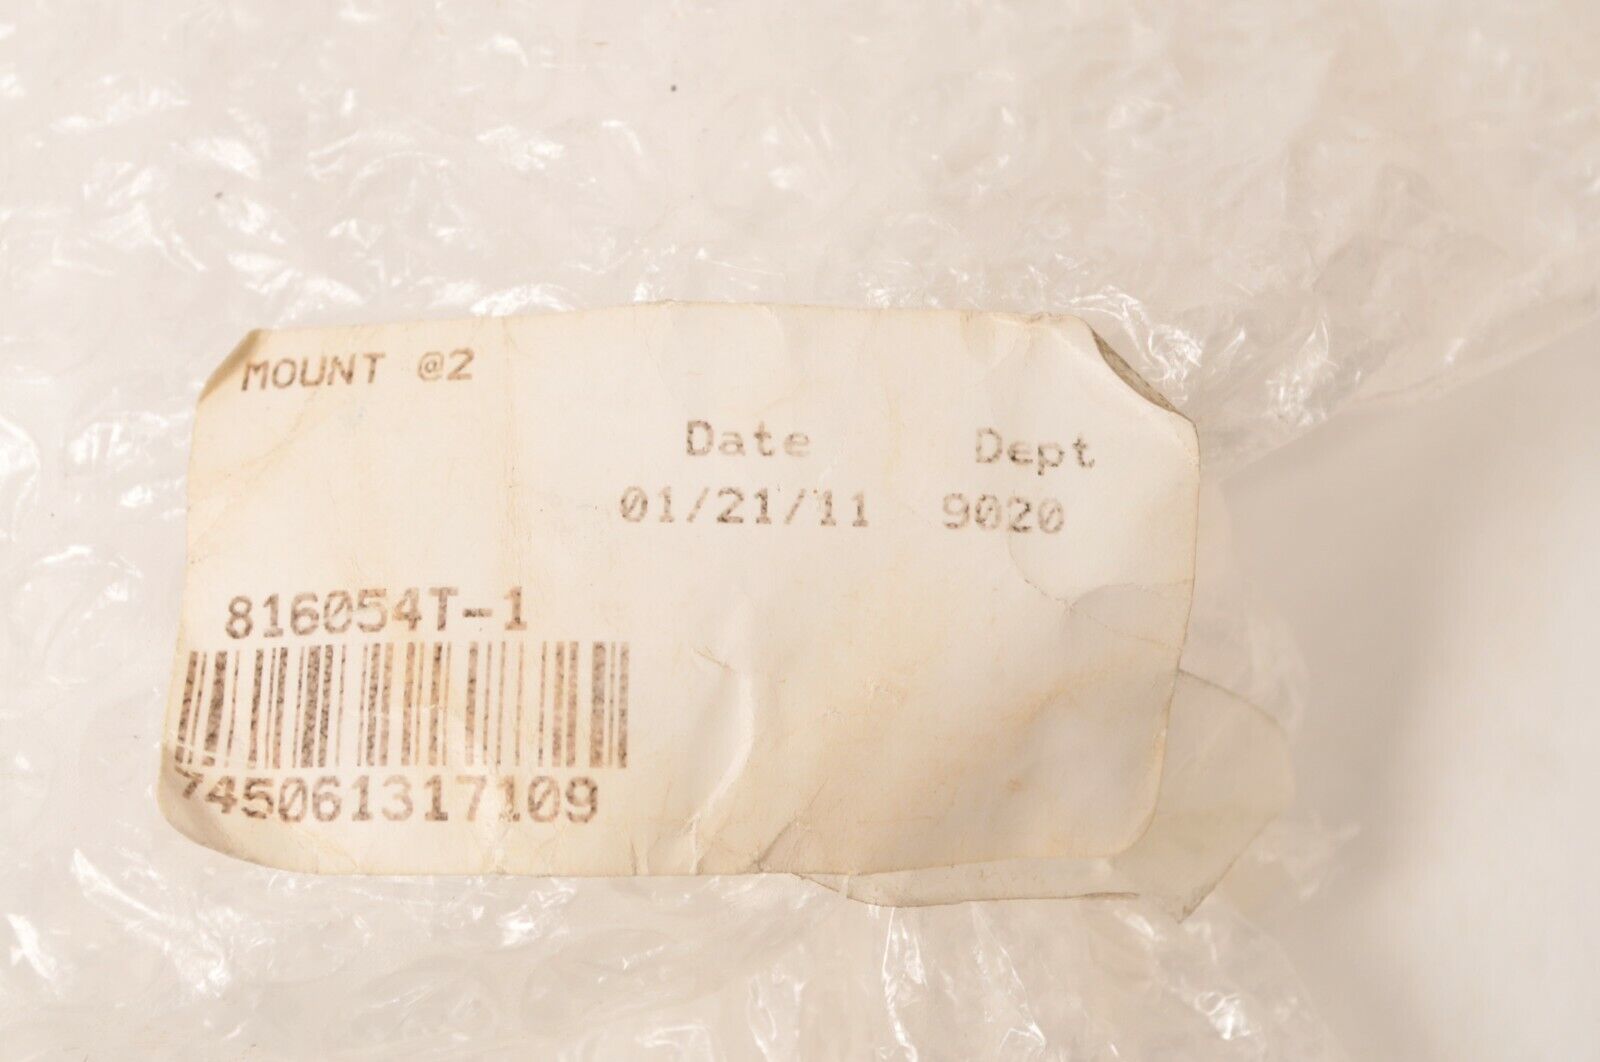 MOUNT @2
Date Dept
01/21/11 9020
816054T-1
745061317109